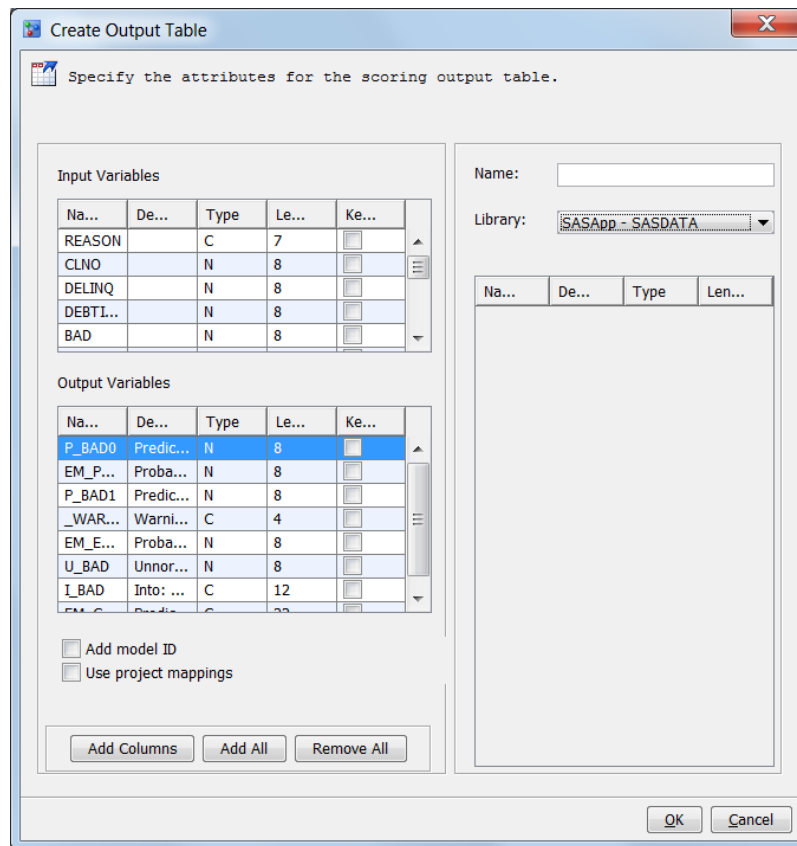 Create Output Table
Specify the attributes for the scoring output table.
Input Variables
Na... De... Type Le... Ke...
REASON C 7
CLNO N 8
DELINQ N 8
DEBTI... N 8
BAD N 8
Output Variables
Na... De... Type Le... Ke...
P_BAD0 Predic... N 8
EM_P... Proba... N 8
P_BAD1 Predic... N 8
_WAR... Warni... C 4
EM_E... Proba... N 8
U_BAD Unnor... N 8
I_BAD Into: ... C 12
Add model ID
Use project mappings
Add Columns Add All Remove All
Name:
Library: SASApp - SASDATA
Na... De... Type Len...
OK Cancel